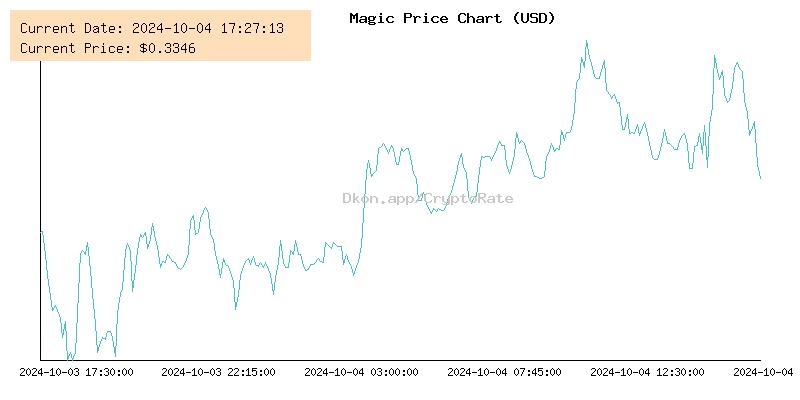 Magic Price Chart (USD)
Current Date: 2024-10-04 17:27:13
Current Price: $0.3346
Dkon.app/CryptoRate
2024-10-03 17:30:00 2024-10-03 22:15:00 2024-10-04 03:00:00 2024-10-04 07:45:00 2024-10-04 12:30:00 2024-10-04